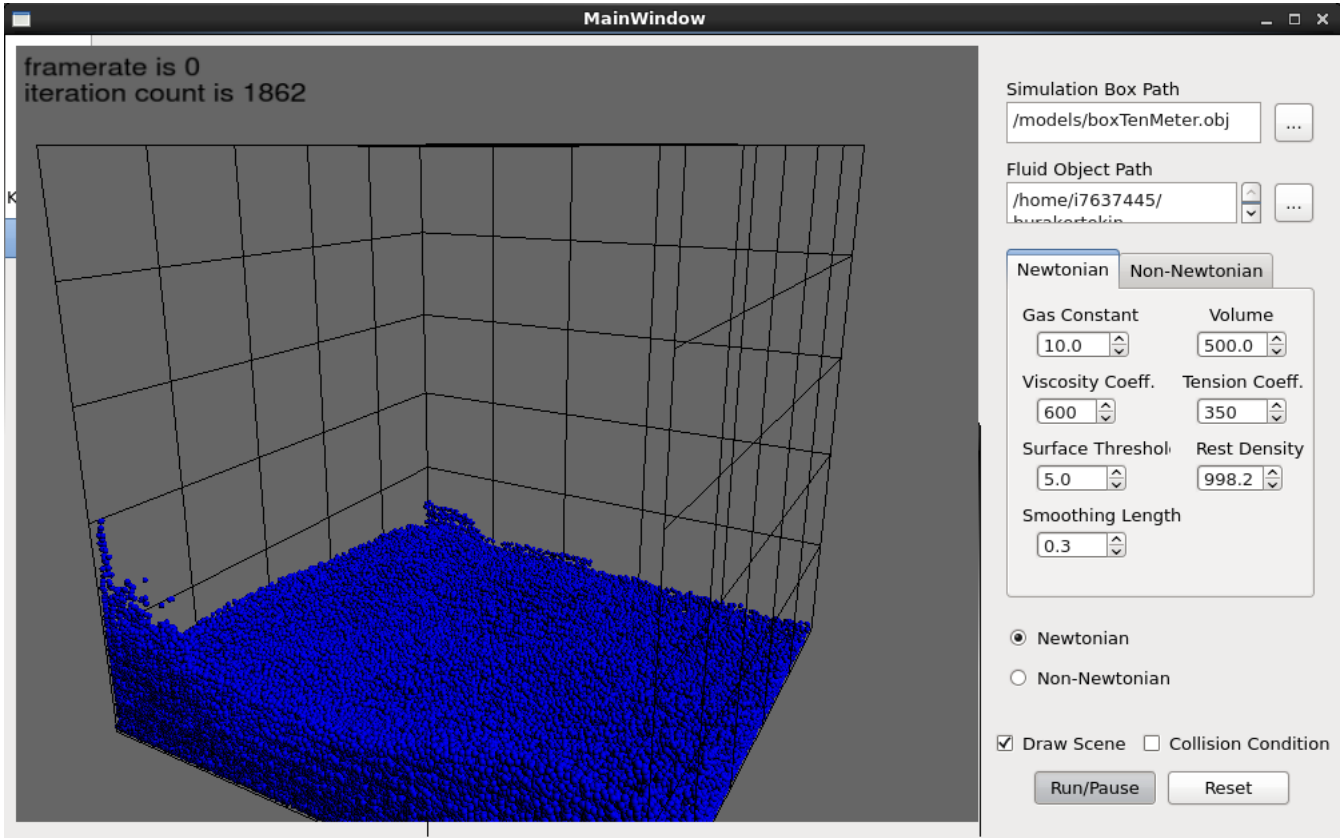 MainWindow
framerate is 0
iteration count is 1862
K
Simulation Box Path
/models/boxTenMeter.obj
...
Fluid Object Path
/home/i7637445/
...
Newtonian
Non-Newtonian
Gas Constant
Volume
10.0
500.0
Viscosity Coeff.
Tension Coeff.
600
350
Surface Threshol
Rest Density
5.0
998.2
Smoothing Length
0.3
Newtonian
Non-Newtonian
Draw Scene
Collision Condition
Run/Pause
Reset